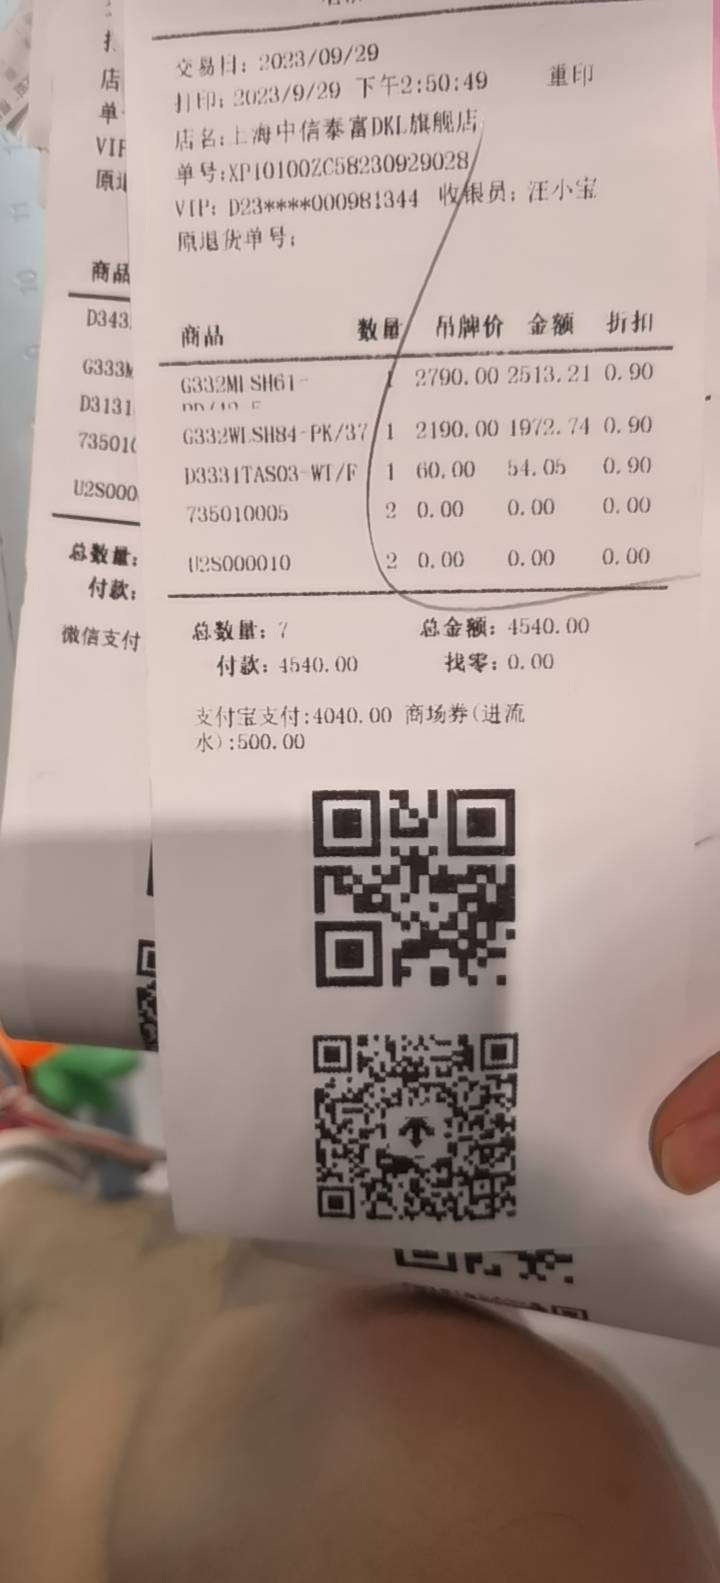 交易日: 2023/09/29
打印: 2023/9/29 下午2:50:49 重印
店名:上海中信泰富DKL旗舰店
单号:XP10100ZC58230929028
VIP: D23****000981344 收银员: 汪小宝
原退货单号:
商品 数量 吊牌价 金额 折扣
G332MLSH61- 1 2790.00 2513.21 0.90
G332WLSH84-PK/37 1 2190.00 1972.74 0.90
D3331TAS03-WT/F 1 60.00 54.05 0.90
735010005 2 0.00 0.00 0.00
U2S000010 2 0.00 0.00 0.00
总数量: 7 总金额: 4540.00
付款: 4540.00 找零: 0.00
支付宝支付:4040.00 商场券(进流
水):500.00
店
单
VIP
原退
商品
D343
G333M
D3131
73501
U2S000
总数量:
付款:
微信支付